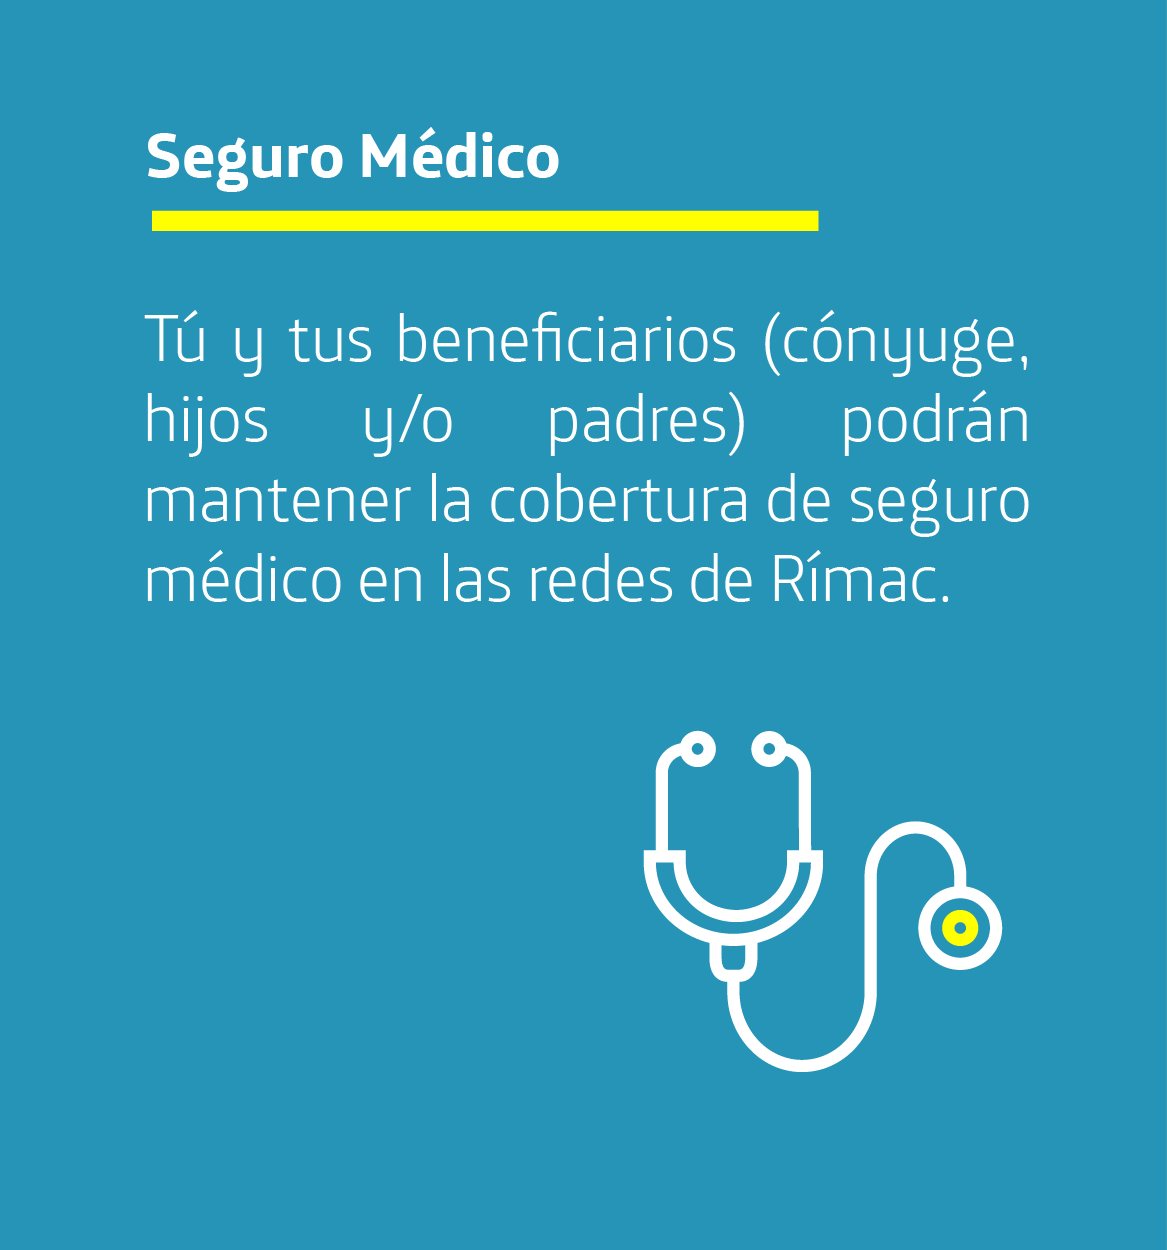 Seguro Médico
Tú y tus beneficiarios (cónyuge,
hijos y/o padres) podrán
mantener la cobertura de seguro
médico en las redes de Rímac.